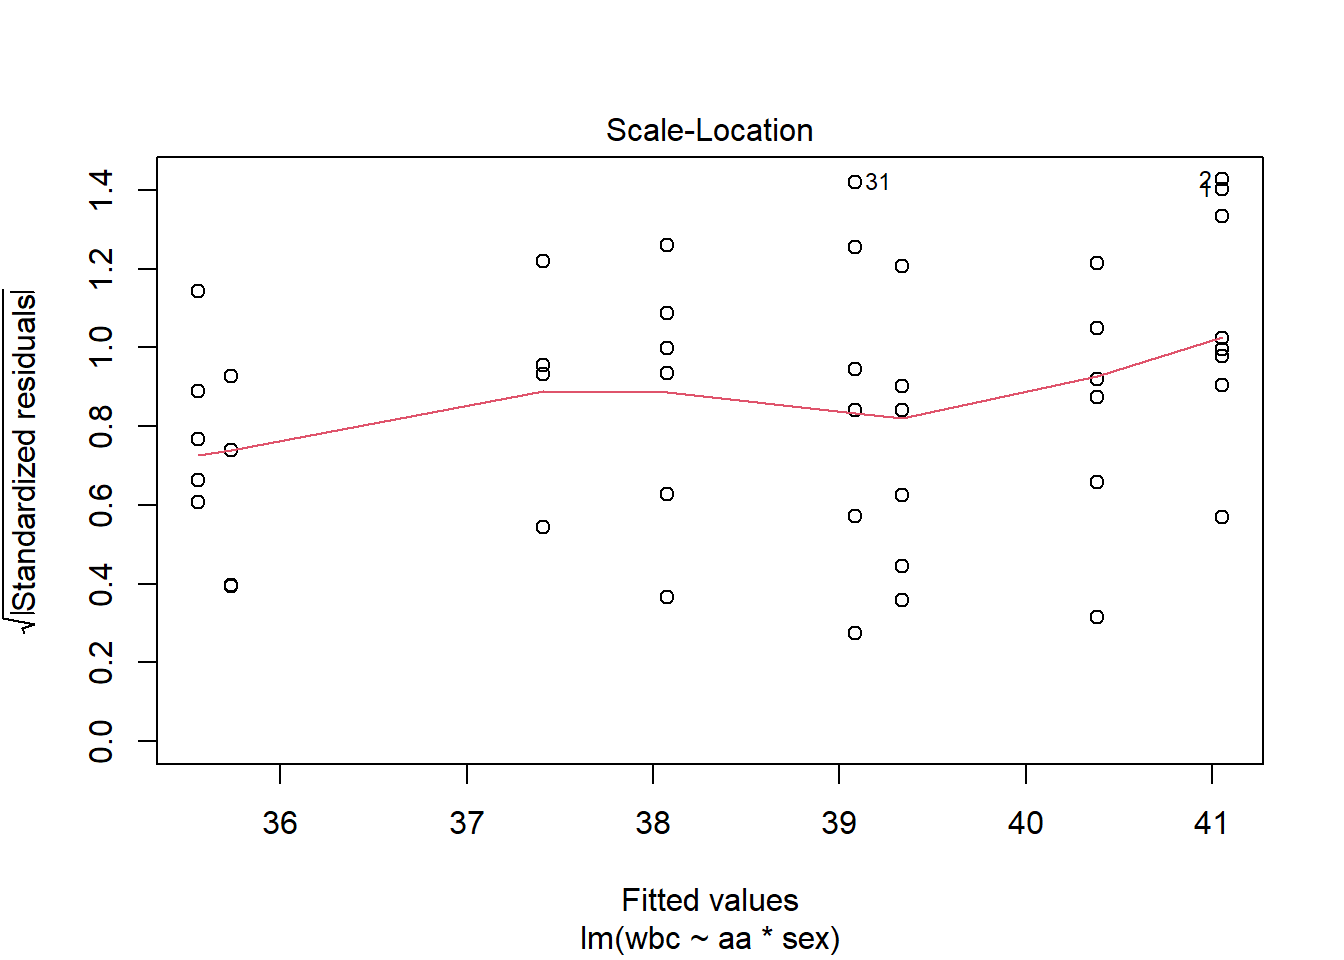 Scale-Location
√|Standardized residuals|
1.4
1.2
1.0
0.8
0.6
0.4
0.2
0.0
31
2
1
36 37 38 39 40 41
Fitted values
lm(wbc ~ aa * sex)